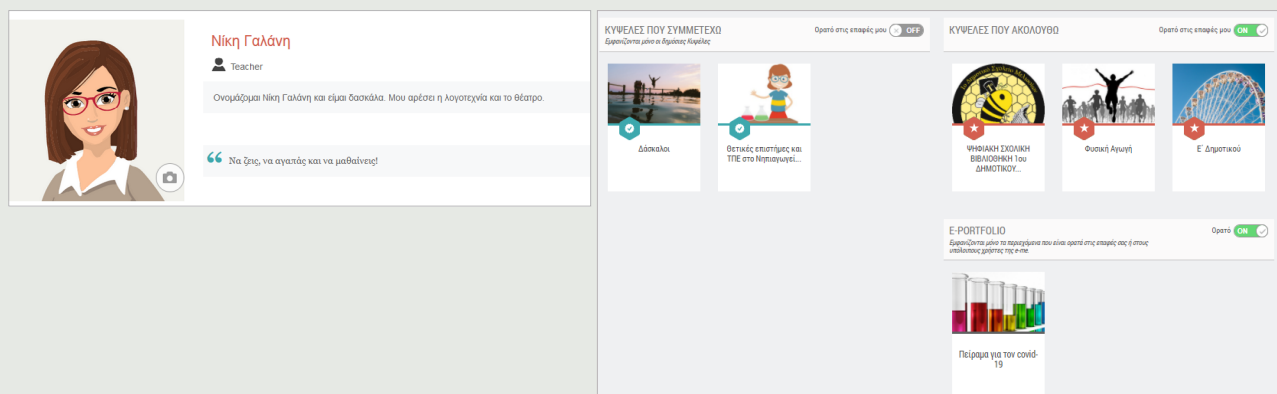 Νίκη Γαλάνη
Teacher
Ονομάζομαι Νίκη Γαλάνη και είμαι δασκάλα. Μου αρέσει η λογοτεχνία και το θέατρο.
“ Να ζεις, να αγαπάς και να μαθαίνεις!
ΚΥΨΕΛΕΣ ΠΟΥ ΣΥΜΜΕΤΕΧΩ
Ορατό στις επαφές μου
OFF
Εμφανίζονται μόνο οι δημόσιες Κυψέλες
Δάσκαλοι
Θετικές επιστήμες και
ΤΠΕ στο Νηπιαγωγεί...
ΚΥΨΕΛΕΣ ΠΟΥ ΑΚΟΛΟΥΘΩ
Ορατό στις επαφές μου
ON
ΨΗΦΙΑΚΗ ΣΧΟΛΙΚΗ
ΒΙΒΛΙΟΘΗΚΗ 1ου
ΔΗΜΟΤΙΚΟΥ...
Φυσική Αγωγή
Ε΄ Δημοτικού
E-PORTFOLIO
Ορατό
ON
Εμφανίζονται μόνο τα περιεχόμενα που είναι ορατά στις επαφές σας ή στους
υπόλοιπους χρήστες της e-me.
Πείραμα για τον covid-
19